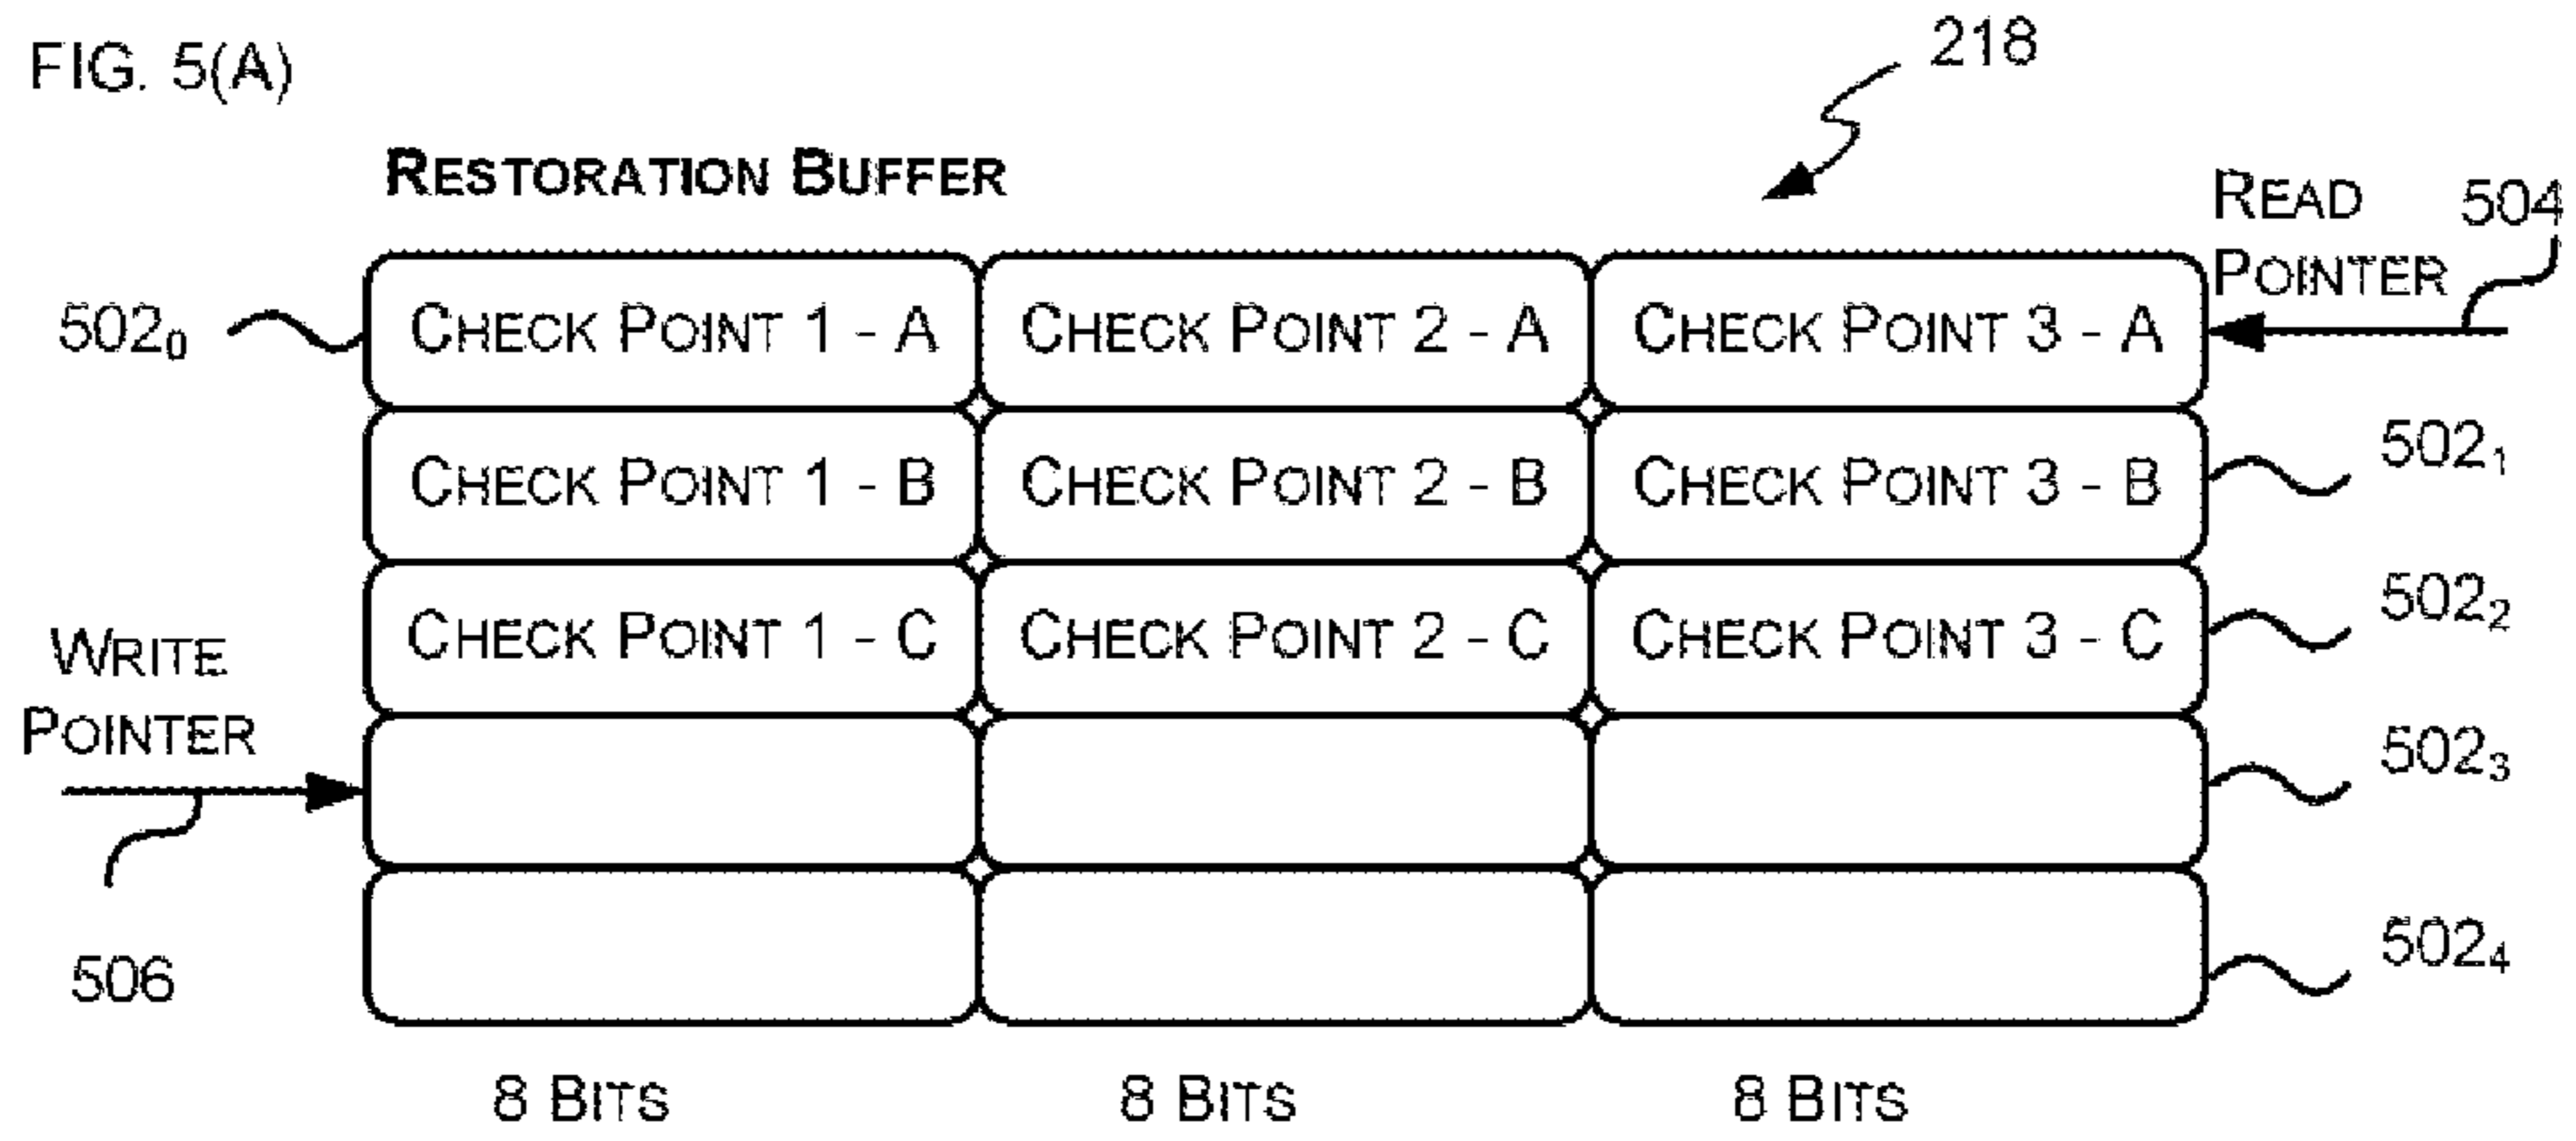 FIG. 5(A)
218
RESTORATION BUFFER
READ
POINTER
504
502₀
CHECK POINT 1 - A
CHECK POINT 2 - A
CHECK POINT 3 - A
CHECK POINT 1 - B
CHECK POINT 2 - B
CHECK POINT 3 - B
502₁
CHECK POINT 1 - C
CHECK POINT 2 - C
CHECK POINT 3 - C
502₂
WRITE
POINTER
506
502₃
502₄
8 BITS
8 BITS
8 BITS